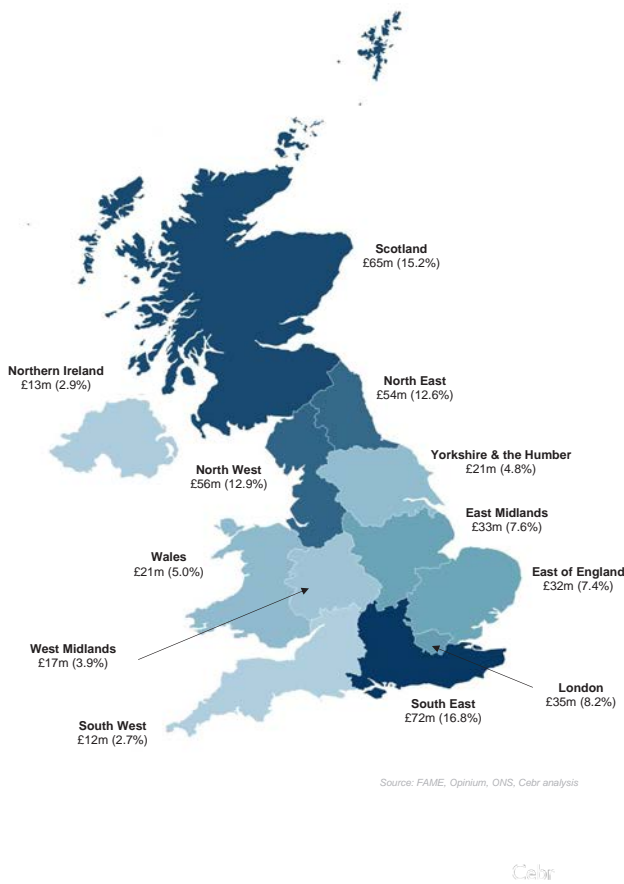 Scotland
£65m (15.2%)
Northern Ireland
£13m (2.9%)
North East
£54m (12.6%)
Yorkshire & the Humber
£21m (4.8%)
North West
£56m (12.9%)
East Midlands
£33m (7.6%)
Wales
£21m (5.0%)
East of England
£32m (7.4%)
West Midlands
£17m (3.9%)
London
£35m (8.2%)
South East
£72m (16.8%)
South West
£12m (2.7%)
Source: FAME, Opinium, ONS, Cebr analysis
Cebr